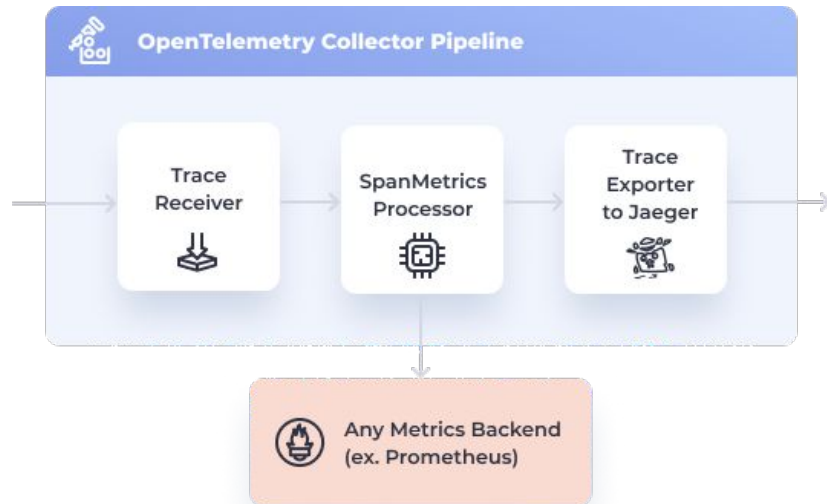 OpenTelemetry Collector Pipeline
Trace
Receiver
SpanMetrics
Processor
Trace
Exporter
to Jaeger
Any Metrics Backend
(ex. Prometheus)